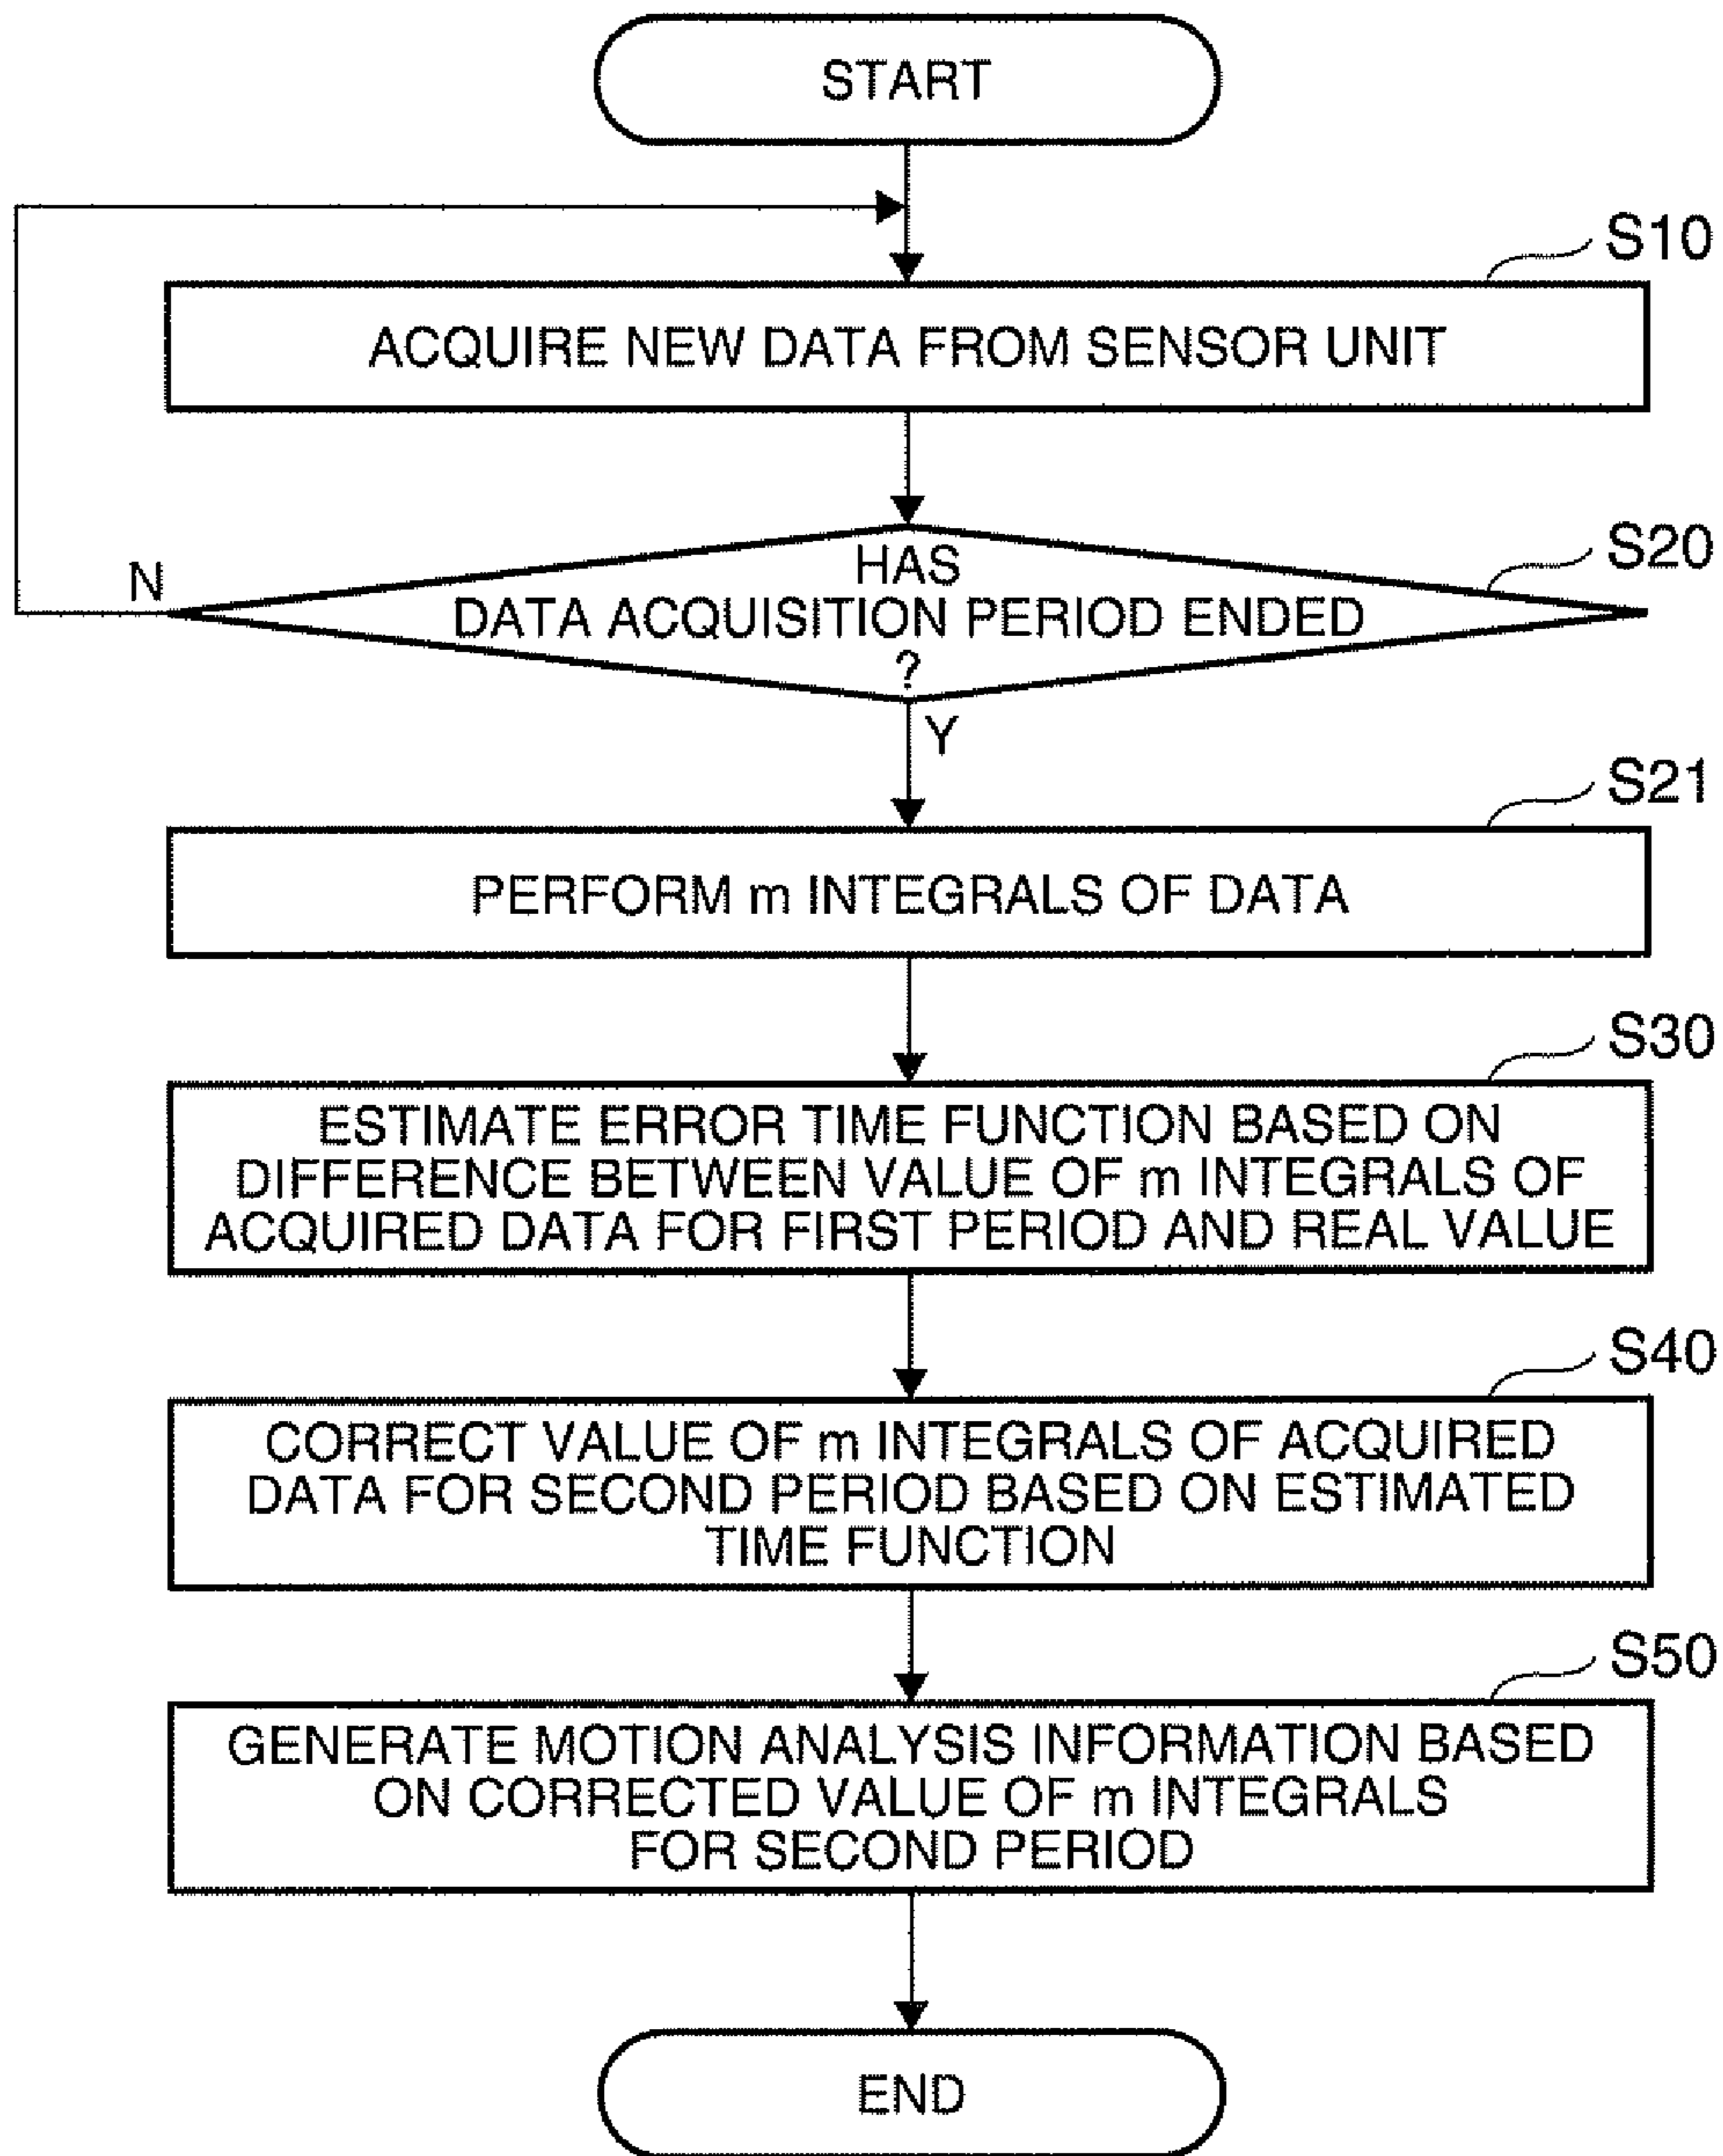 START
S10
ACQUIRE NEW DATA FROM SENSOR UNIT
S20
HAS
N
DATA ACQUISITION PERIOD ENDED
?
Y
S21
PERFORM m INTEGRALS OF DATA
S30
ESTIMATE ERROR TIME FUNCTION BASED ON
DIFFERENCE BETWEEN VALUE OF m INTEGRALS OF
ACQUIRED DATA FOR FIRST PERIOD AND REAL VALUE
S40
CORRECT VALUE OF m INTEGRALS OF ACQUIRED
DATA FOR SECOND PERIOD BASED ON ESTIMATED
TIME FUNCTION
S50
GENERATE MOTION ANALYSIS INFORMATION BASED
ON CORRECTED VALUE OF m INTEGRALS
FOR SECOND PERIOD
END